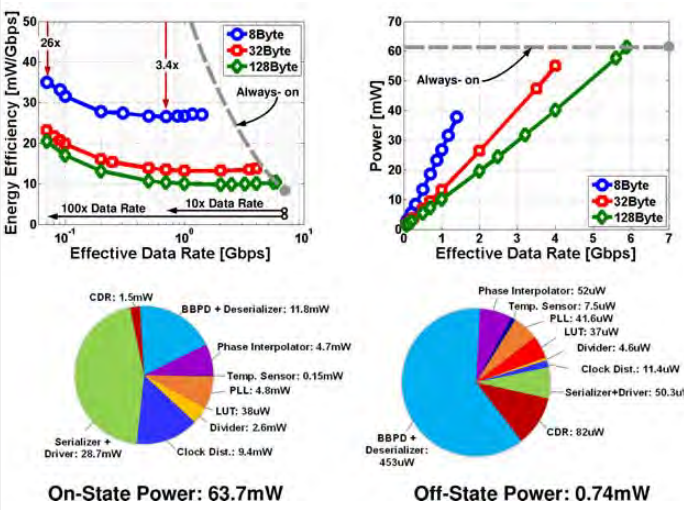 50
40
30
20
10
0
Energy Efficiency [mW/Gbps]
26x
3.4x
8Byte
32Byte
128Byte
Always- on
100x Data Rate
10x Data Rate
10⁻¹
10⁰
10¹
Effective Data Rate [Gbps]
70
60
50
40
30
20
10
0
Power [mW]
Always- on
8Byte
32Byte
128Byte
0 1 2 3 4 5 6 7
Effective Data Rate [Gbps]
CDR: 1.5mW
BBPD + Deserializer: 11.8mW
Phase Interpolator: 4.7mW
Temp. Sensor: 0.15mW
PLL: 4.8mW
LUT: 38uW
Divider: 2.6mW
Clock Dist.: 9.4mW
Serializer +
Driver: 28.7mW
On-State Power: 63.7mW
Phase Interpolator: 52uW
Temp. Sensor: 7.5uW
PLL: 41.6uW
LUT: 37uW
Divider: 4.6uW
Clock Dist.: 11.4uW
Serializer+Driver: 50.3u
CDR: 82uW
BBPD +
Deserializer:
453uW
Off-State Power: 0.74mW